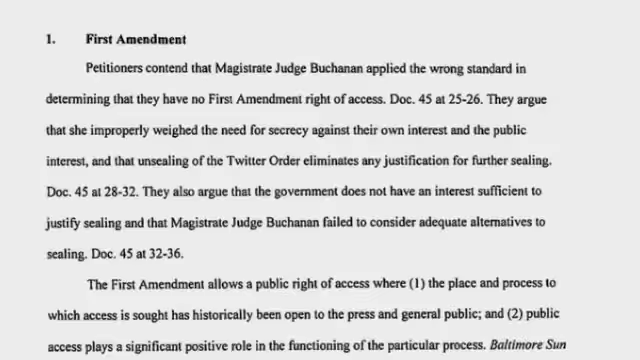 1. First Amendment
Petitioners contend that Magistrate Judge Buchanan applied the wrong standard in
determining that they have no First Amendment right of access. Doc. 45 at 25-26. They argue
that she improperly weighed the need for secrecy against their own interest and the public
interest, and that unsealing of the Twitter Order eliminates any justification for further sealing.
Doc. 45 at 28-32. They also argue that the government does not have an interest sufficient to
justify sealing and that Magistrate Judge Buchanan failed to consider adequate alternatives to
sealing. Doc. 45 at 32-36.
The First Amendment allows a public right of access where (1) the place and process to
which access is sought has historically been open to the press and general public; and (2) public
access plays a significant positive role in the functioning of the particular process. Baltimore Sun